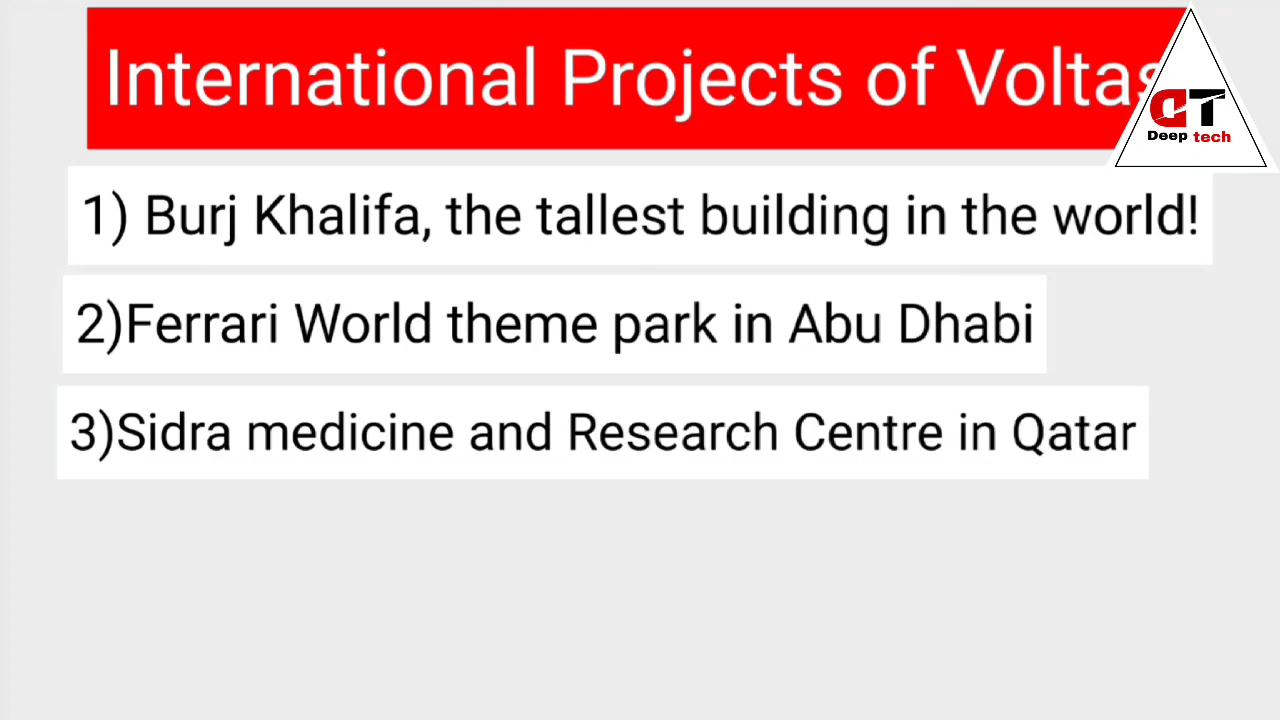 International Projects of Voltas
DT
Deep tech
1) Burj Khalifa, the tallest building in the world!
2)Ferrari World theme park in Abu Dhabi
3)Sidra medicine and Research Centre in Qatar